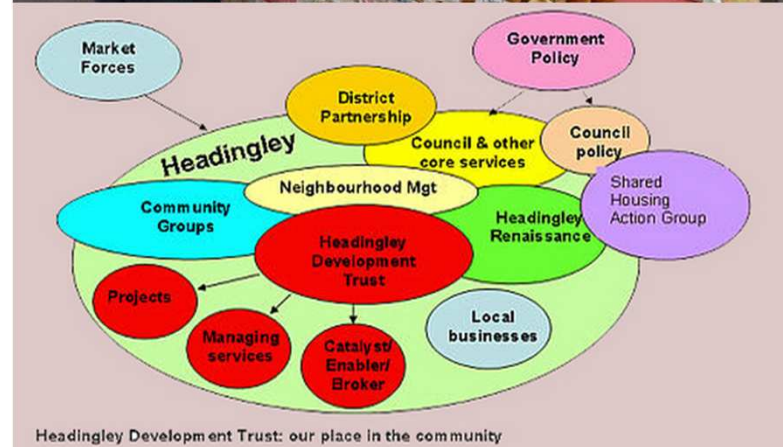 Market
Forces
Government
Policy
District
Partnership
Headingley
Council & other
core services
Council
policy
Neighbourhood Mgt
Shared
Housing
Action Group
Community
Groups
Headingley
Renaissance
Headingley
Development
Trust
Projects
Managing
services
Catalyst/
Enabler/
Broker
Local
businesses
Headingley Development Trust: our place in the community